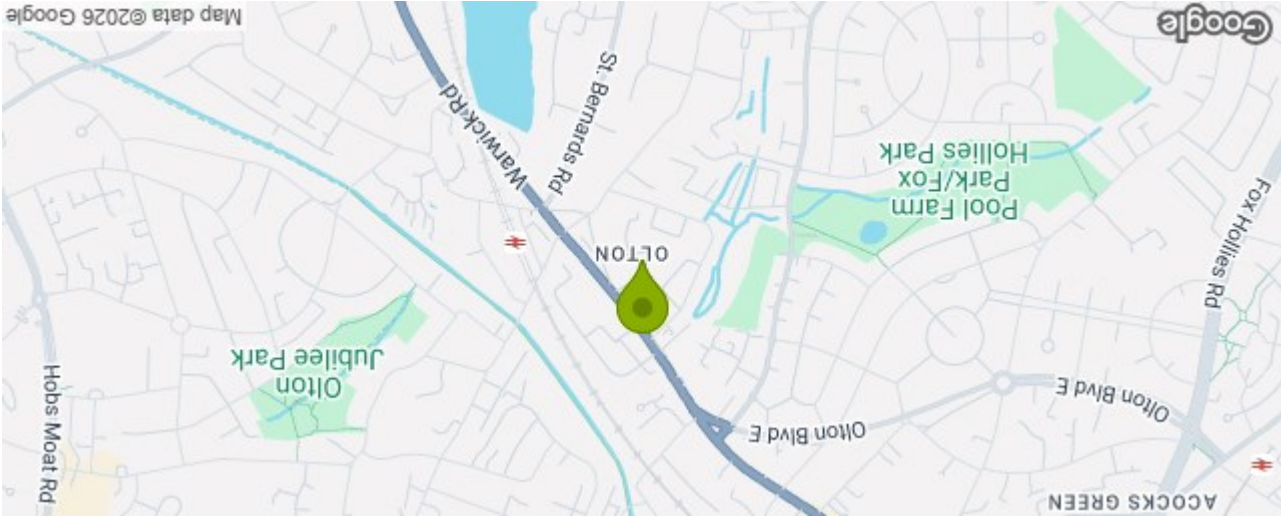 ACOCKS GREEN
Olton Blvd E
Olton Blvd E
Hobs Moat Rd
Olton
Jubilee Park
Fox Hollies Rd
OLTON
Pool Farm
Park/Fox
Hollies Park
St. Bernards Rd
Warwick Rd
Google
Map data ©2026 Google